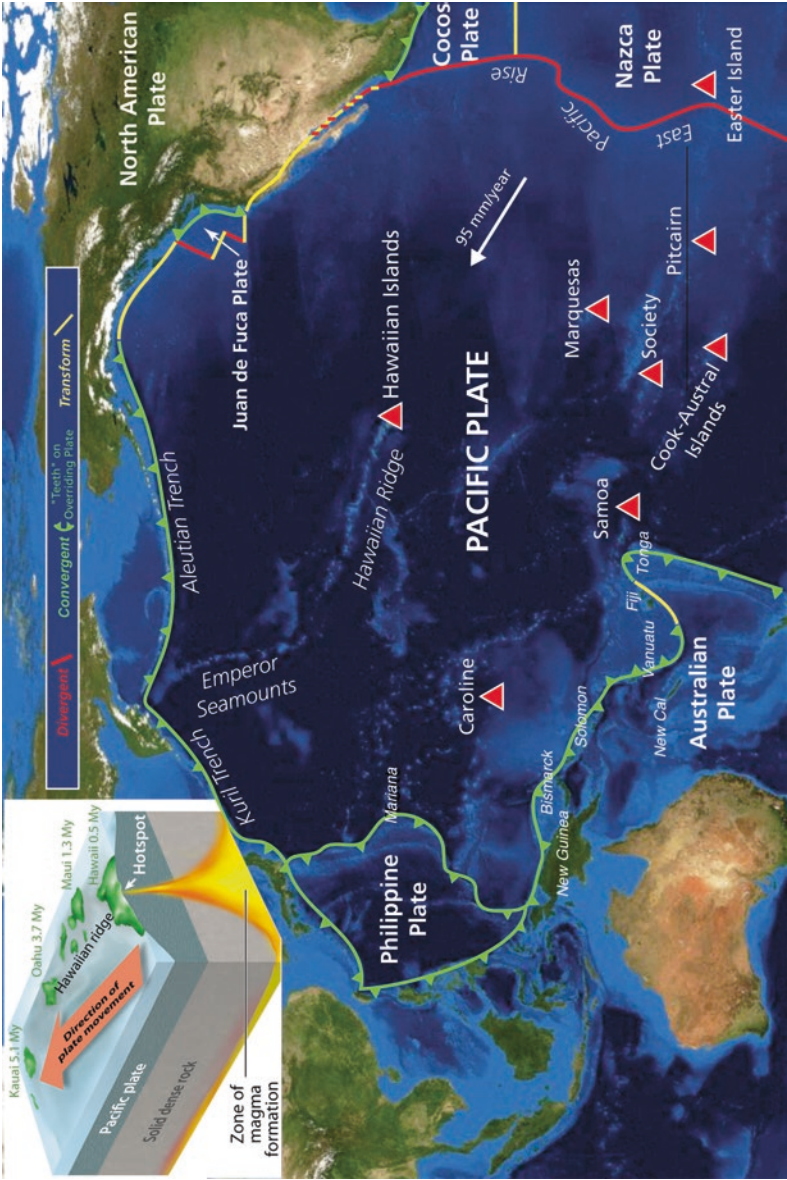 Divergent
Convergent
"Teeth" on
Overriding Plate
Transform
Kauai 5.1 My
Oahu 3.7 My
Maui 1.3 My
Hawaii 0.5 My
Hawaiian ridge
Hotspot
Direction of
plate movement
Pacific plate
Solid dense rock
Zone of
magma
formation
North American
Plate
Kuril Trench
Aleutian Trench
Juan de Fuca Plate
Emperor
Seamounts
Hawaiian Ridge
Hawaiian Islands
Philippine
Plate
Mariana
Caroline
PACIFIC PLATE
95 mm/year
Cocos
Plate
Nazca
Plate
East
Pacific
Rise
Easter Island
New Guinea
Bismarck
Solomon
Vanuatu
Fiji
Tonga
New Cal
Australian
Plate
Samoa
Marquesas
Society
Pitcairn
Cook-Austral
Islands